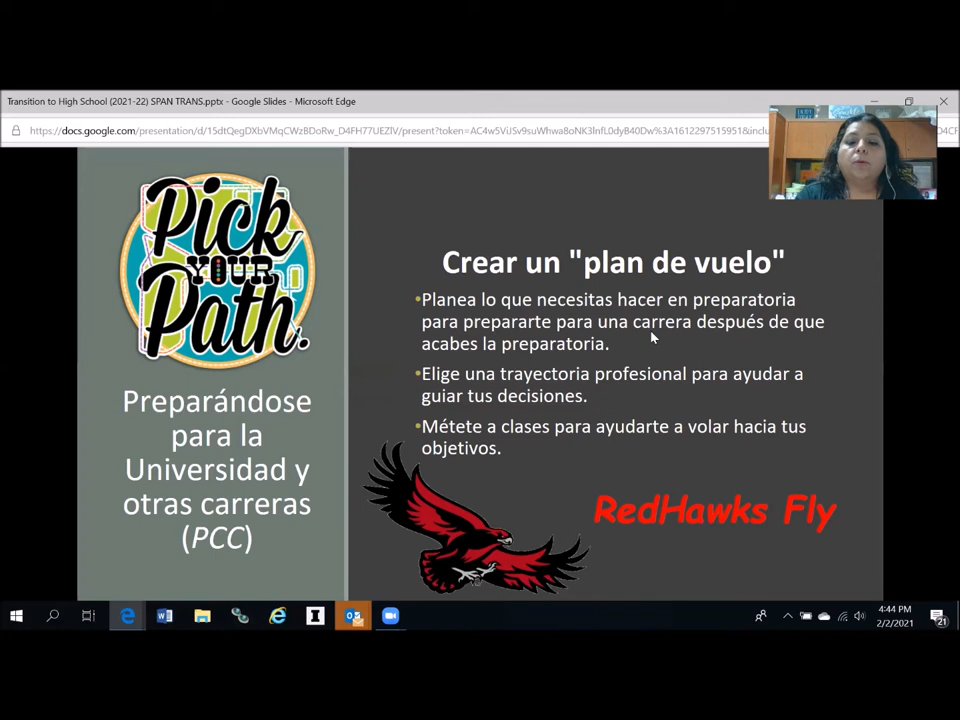 Transition to High School (2021-22) SPAN TRANS.pptx - Google Slides - Microsoft Edge
Pick
YOUR
Path.
Preparándose
para la
Universidad y
otras carreras
(PCC)
Crear un "plan de vuelo"
•Planea lo que necesitas hacer en preparatoria
para prepararte para una carrera después de que
acabes la preparatoria.
•Elige una trayectoria profesional para ayudar a
guiar tus decisiones.
•Métete a clases para ayudarte a volar hacia tus
objetivos.
RedHawks Fly
4:44 PM
2/2/2021
21